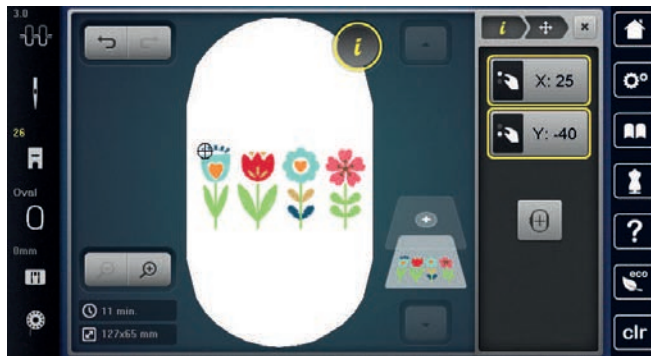 3.0
i
i
×
X: 25
26
Y: -40
Oval
0mm
?
eco
11 min.
127x65 mm
clr